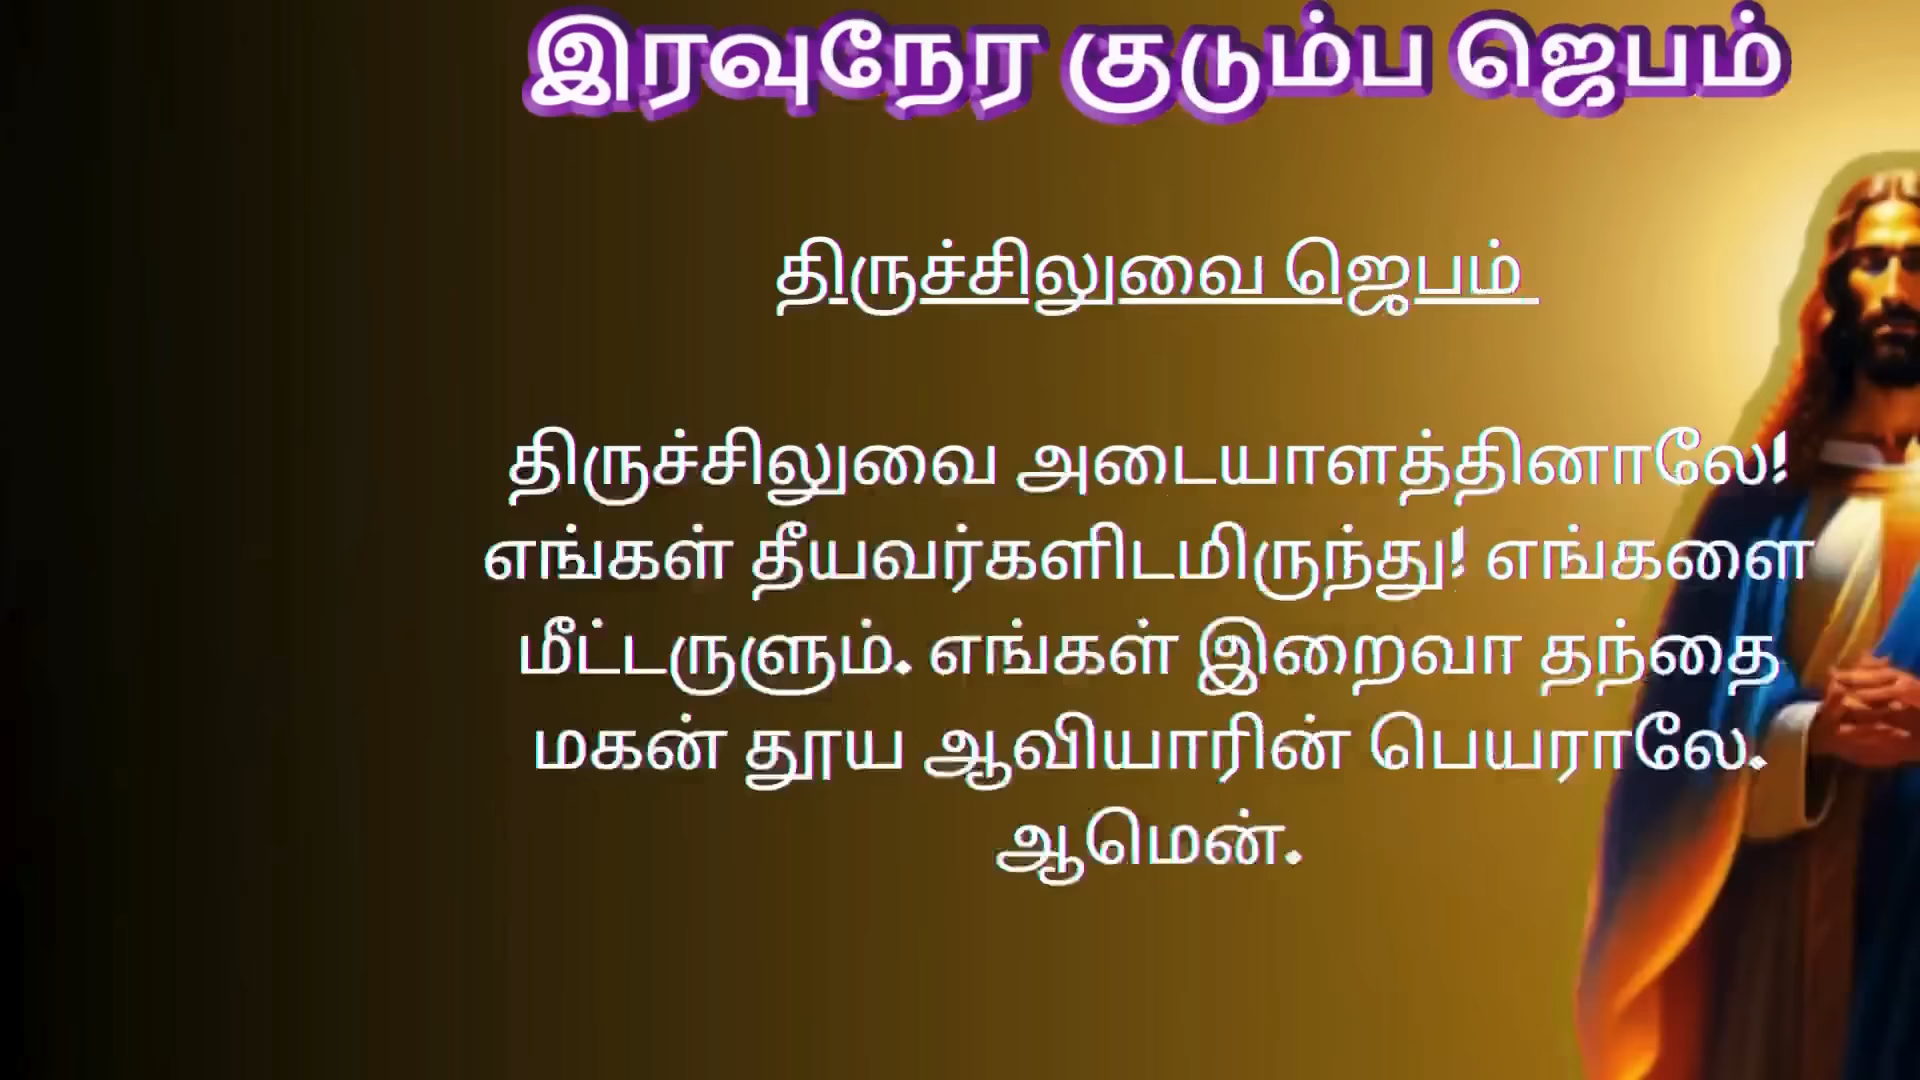 இரவுநேர குடும்ப ஜெபம்
திருச்சிலுவை ஜெபம்
திருச்சிலுவை அடையாளத்தினாலே!
எங்கள் தீயவர்களிடமிருந்து! எங்களை
மீட்டருளும். எங்கள் இறைவா தந்தை
மகன் தூய ஆவியாரின் பெயராலே.
ஆமென்.